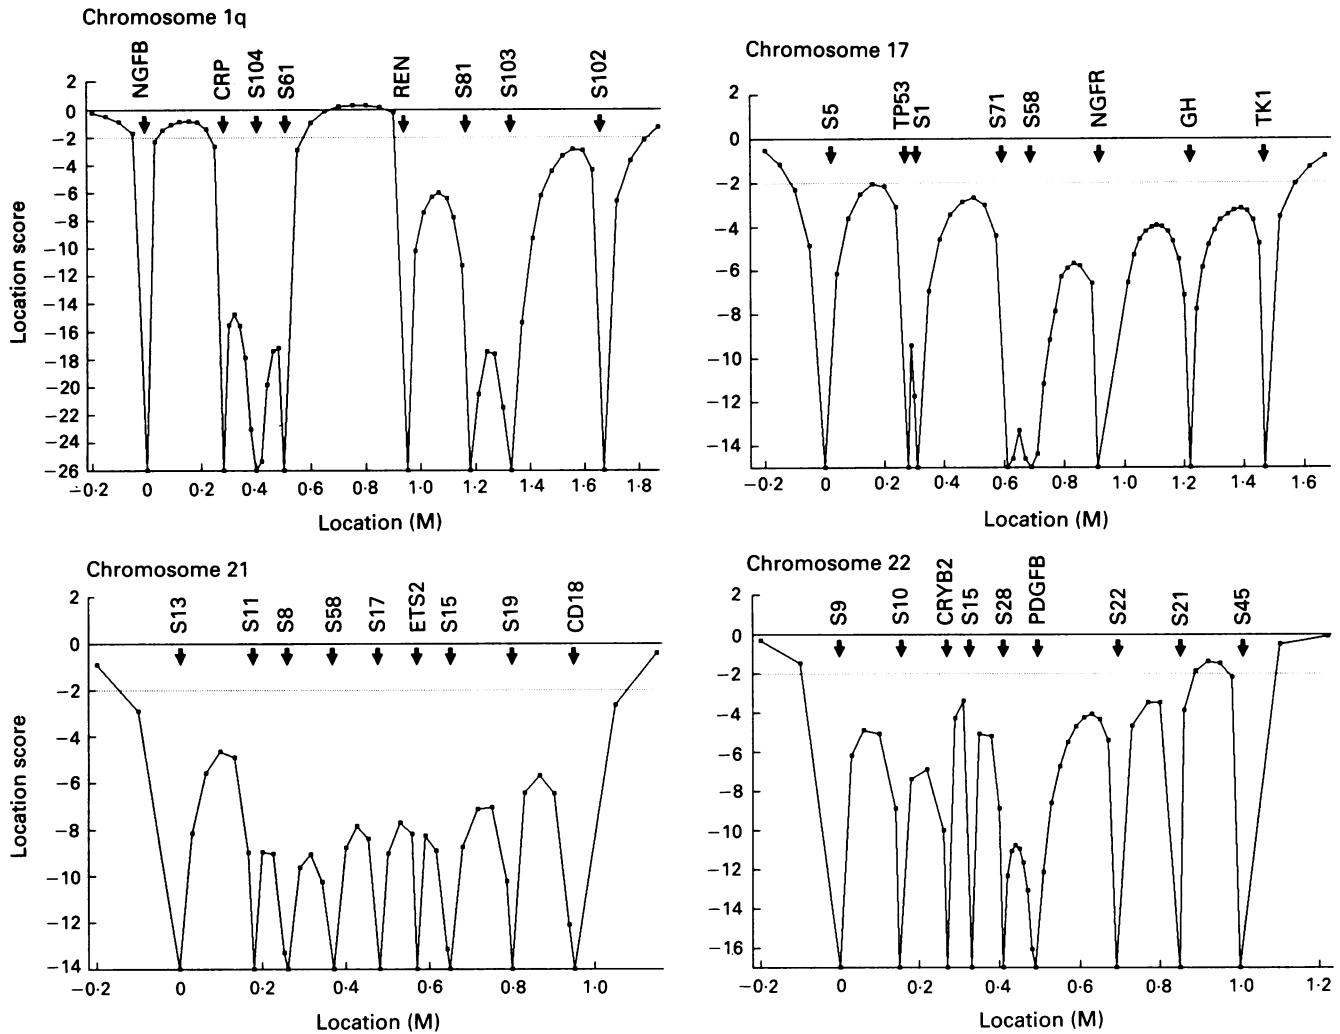 Chromosome 1q
NGFB CRP S104 S61 REN S81 S103 S102
2
0
−2
−4
−6
−8
−10
−12
−14
−16
−18
−20
−22
−24
−26
Location score
−0·2 0 0·2 0·4 0·6 0·8 1·0 1·2 1·4 1·6 1·8
Location (M)
Chromosome 17
S5 TP53 S1 S71 S58 NGFR GH TK1
2
0
−2
−4
−6
−8
−10
−12
−14
−0·2 0 0·2 0·4 0·6 0·8 1·0 1·2 1·4 1·6
Location (M)
Chromosome 21
S13 S11 S8 S58 S17 ETS2 S15 S19 CD18
2
0
−2
−4
−6
−8
−10
−12
−14
Location score
−0·2 0 0·2 0·4 0·6 0·8 1·0
Location (M)
Chromosome 22
S9 S10 CRYB2 S15 S28 PDGFB S22 S21 S45
2
0
−2
−4
−6
−8
−10
−12
−14
−16
−0·2 0 0·2 0·4 0·6 0·8 1·0 1·2
Location (M)